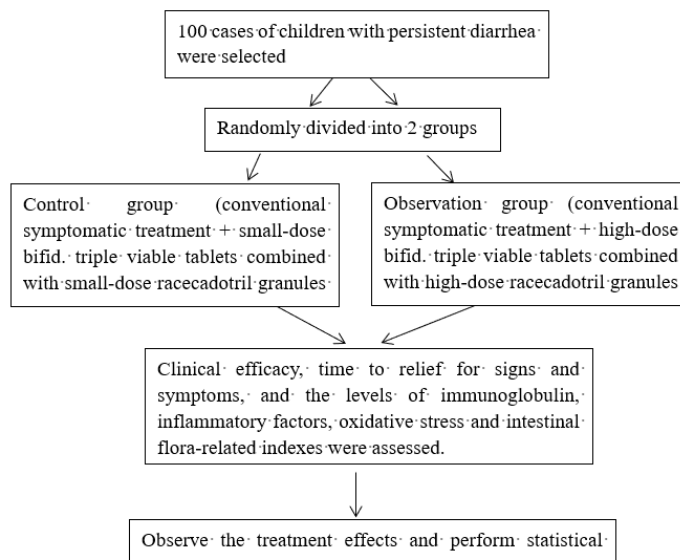 100 cases of children with persistent diarrhea
were selected
Randomly divided into 2 groups
Control group (conventional
symptomatic treatment + small-dose
bifid. triple viable tablets combined
with small-dose racecadotril granules
Observation group (conventional
symptomatic treatment + high-dose
bifid. triple viable tablets combined
with high-dose racecadotril granules
Clinical efficacy, time to relief for signs and
symptoms, and the levels of immunoglobulin,
inflammatory factors, oxidative stress and intestinal
flora-related indexes were assessed.
Observe the treatment effects and perform statistical